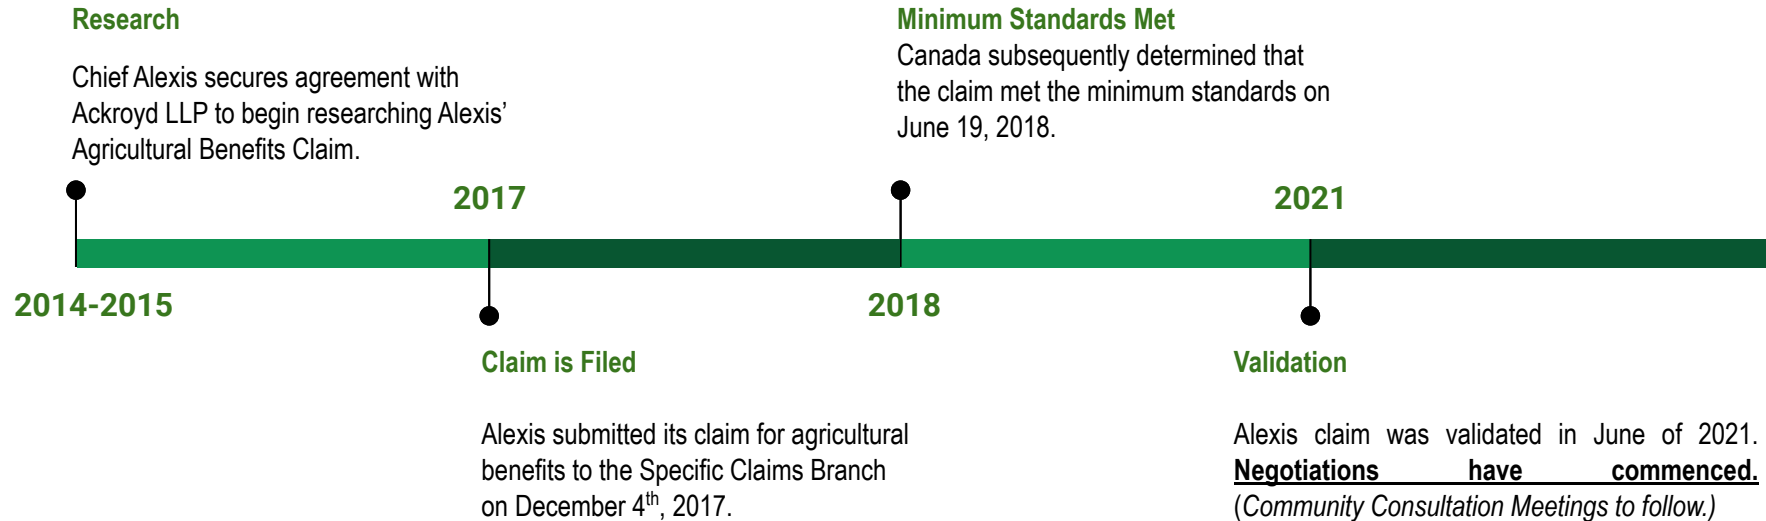 Research
Chief Alexis secures agreement with
Ackroyd LLP to begin researching Alexis’
Agricultural Benefits Claim.
2014-2015
2017
Claim is Filed
Alexis submitted its claim for agricultural
benefits to the Specific Claims Branch
on December 4th, 2017.
Minimum Standards Met
Canada subsequently determined that
the claim met the minimum standards on
June 19, 2018.
2018
2021
Validation
Alexis claim was validated in June of 2021.
Negotiations have commenced.
(Community Consultation Meetings to follow.)